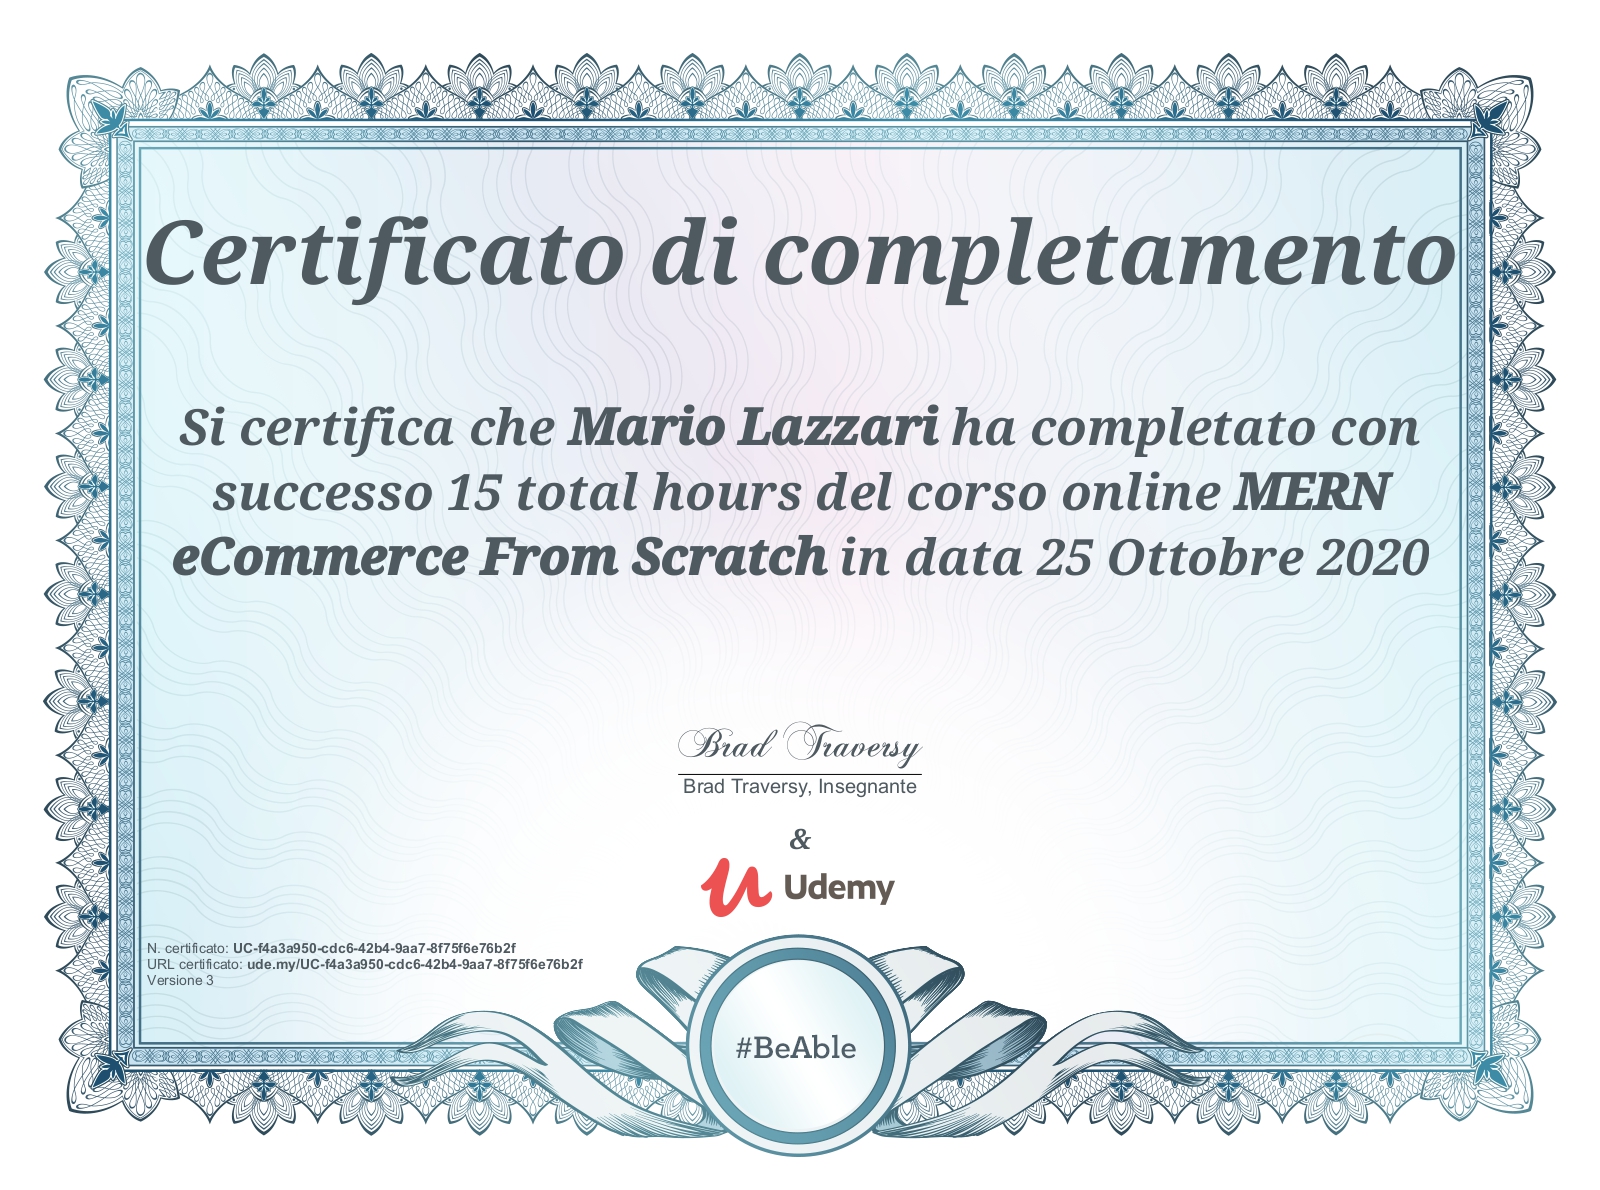 Certificato di completamento
Si certifica che Mario Lazzari ha completato con
successo 15 total hours del corso online MERN
eCommerce From Scratch in data 25 Ottobre 2020
Brad Traversy
Brad Traversy, Insegnante
&
Udemy
N. certificato: UC-f4a3a950-cdc6-42b4-9aa7-8f75f6e76b2f
URL certificato: ude.my/UC-f4a3a950-cdc6-42b4-9aa7-8f75f6e76b2f
Versione 3
#BeAble